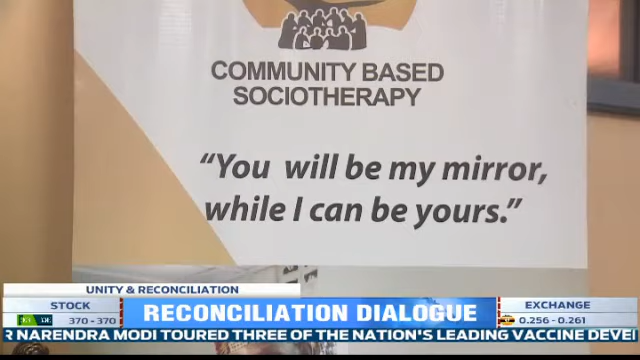 COMMUNITY BASED
SOCIOTHERAPY
“You will be my mirror,
while I can be yours.”
UNITY & RECONCILIATION
STOCK
370 - 370
RECONCILIATION DIALOGUE
EXCHANGE
0.256 - 0.261
R NARENDRA MODI TOURED THREE OF THE NATION'S LEADING VACCINE DEVEL